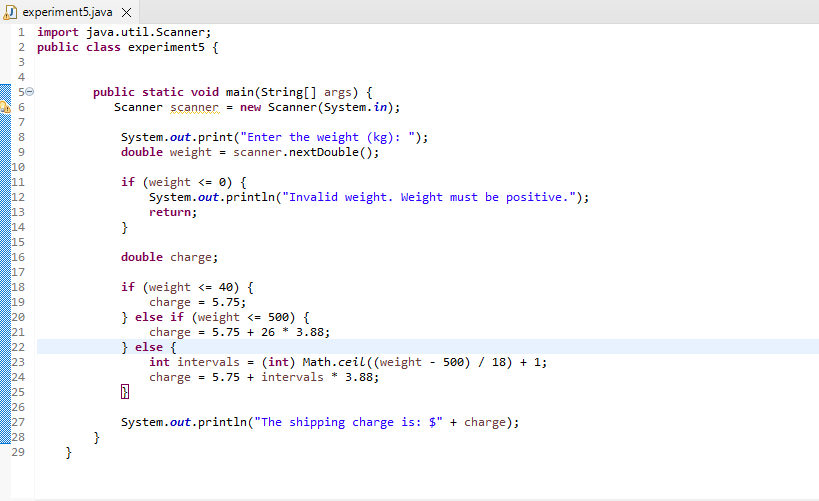 experiment5.java
1 import java.util.Scanner;
2 public class experiment5 {
3
4
5 public static void main(String[] args) {
6 Scanner scanner = new Scanner(System.in);
7
8 System.out.print("Enter the weight (kg): ");
9 double weight = scanner.nextDouble();
10
11 if (weight <= 0) {
12 System.out.println("Invalid weight. Weight must be positive.");
13 return;
14 }
15
16 double charge;
17
18 if (weight <= 40) {
19 charge = 5.75;
20 } else if (weight <= 500) {
21 charge = 5.75 + 26 * 3.88;
22 } else {
23 int intervals = (int) Math.ceil((weight - 500) / 18) + 1;
24 charge = 5.75 + intervals * 3.88;
25 }
26
27 System.out.println("The shipping charge is: $" + charge);
28 }
29 }